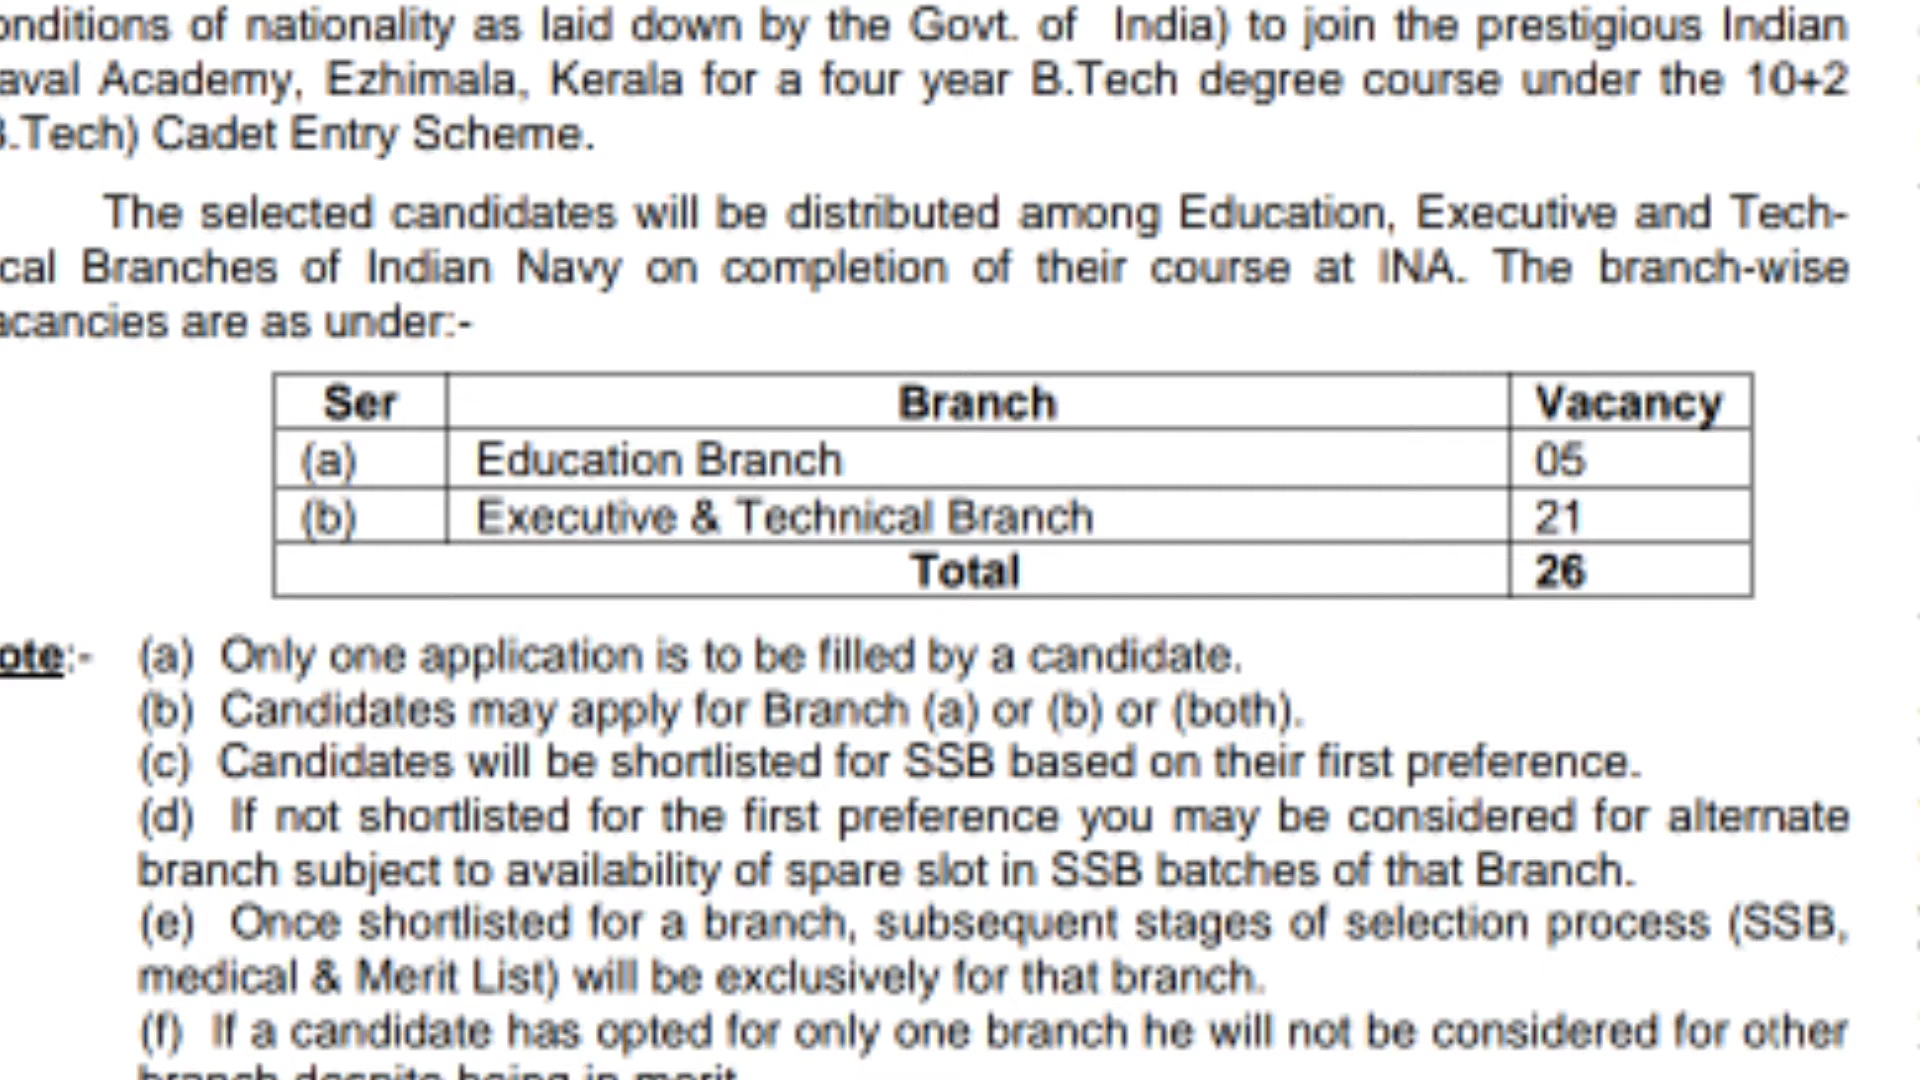 onditions of nationality as laid down by the Govt. of India) to join the prestigious Indian
aval Academy, Ezhimala, Kerala for a four year B.Tech degree course under the 10+2
B.Tech) Cadet Entry Scheme.
The selected candidates will be distributed among Education, Executive and Tech-
cal Branches of Indian Navy on completion of their course at INA. The branch-wise
acancies are as under:-
Ser Branch Vacancy
(a) Education Branch 05
(b) Executive & Technical Branch 21
Total 26
ote:- (a) Only one application is to be filled by a candidate.
(b) Candidates may apply for Branch (a) or (b) or (both).
(c) Candidates will be shortlisted for SSB based on their first preference.
(d) If not shortlisted for the first preference you may be considered for alternate
branch subject to availability of spare slot in SSB batches of that Branch.
(e) Once shortlisted for a branch, subsequent stages of selection process (SSB,
medical & Merit List) will be exclusively for that branch.
(f) If a candidate has opted for only one branch he will not be considered for other
branch despite being in merit.